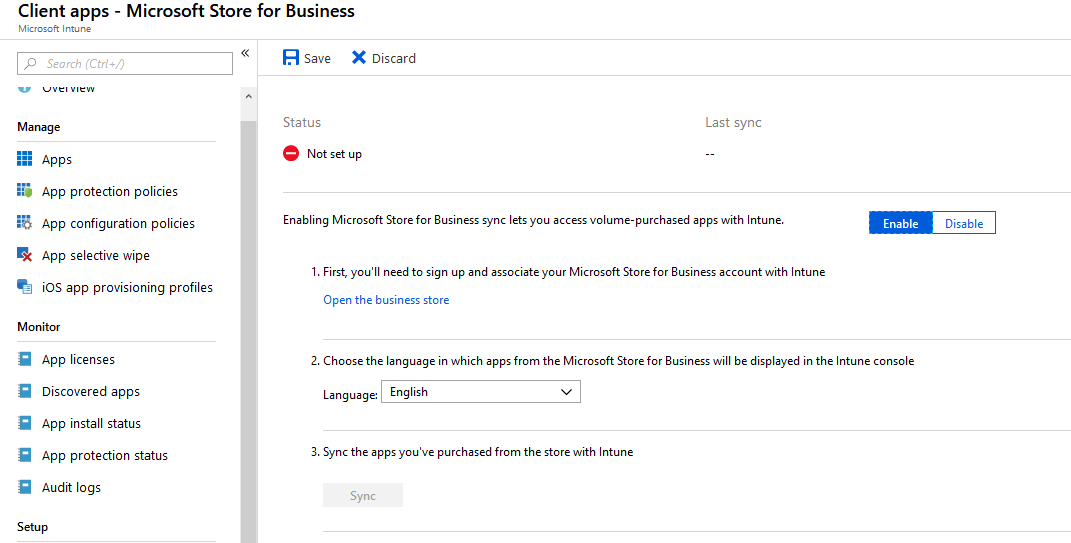 Client apps - Microsoft Store for Business
Microsoft Intune
Search (Ctrl+/)
«
Overview
Manage
Apps
App protection policies
App configuration policies
App selective wipe
iOS app provisioning profiles
Monitor
App licenses
Discovered apps
App install status
App protection status
Audit logs
Setup
Save
Discard
Status
Last sync
Not set up
--
Enabling Microsoft Store for Business sync lets you access volume-purchased apps with Intune.
Enable
Disable
1. First, you'll need to sign up and associate your Microsoft Store for Business account with Intune
Open the business store
2. Choose the language in which apps from the Microsoft Store for Business will be displayed in the Intune console
Language: English
3. Sync the apps you've purchased from the store with Intune
Sync